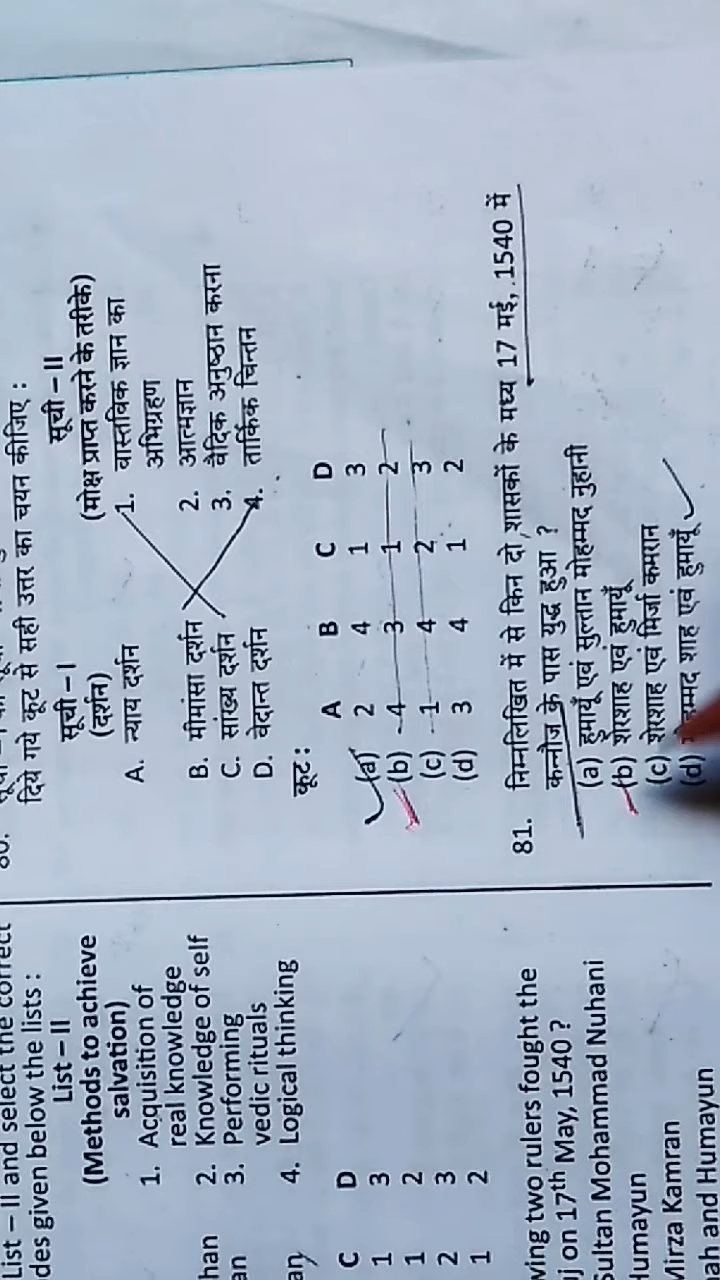 दिये गये कूट से सही उत्तर का चयन कीजिए :
सूची – I सूची – II
(दर्शन) (मोक्ष प्राप्त करने के तरीके)
A. न्याय दर्शन 1. वास्तविक ज्ञान का
अभिग्रहण
B. मीमांसा दर्शन 2. आत्मज्ञान
C. सांख्य दर्शन 3. वैदिक अनुष्ठान करना
D. वेदान्त दर्शन 4. तार्किक चिन्तन
कूट :
A B C D
(a) 2 4 1 3
(b) 4 3 1 2
(c) 1 4 2 3
(d) 3 4 1 2
81. निम्नलिखित में से किन दो शासकों के मध्य 17 मई, 1540 में
कन्नौज के पास युद्ध हुआ ?
(a) हुमायूँ एवं सुल्तान मोहम्मद नुहानी
(b) शेरशाह एवं हुमायूँ
(c) शेरशाह एवं मिर्जा कमरान
(d) शाह एवं हुमायूँ
List – II and select the correct
des given below the lists :
List – II
(Methods to achieve
salvation)
1. Acquisition of
real knowledge
han 2. Knowledge of self
an 3. Performing
vedic rituals
an 4. Logical thinking
C D
1 3
1 2
2 3
1 2
ving two rulers fought the
j on 17th May, 1540 ?
Sultan Mohammad Nuhani
umayun
Mirza Kamran
ah and Humayun